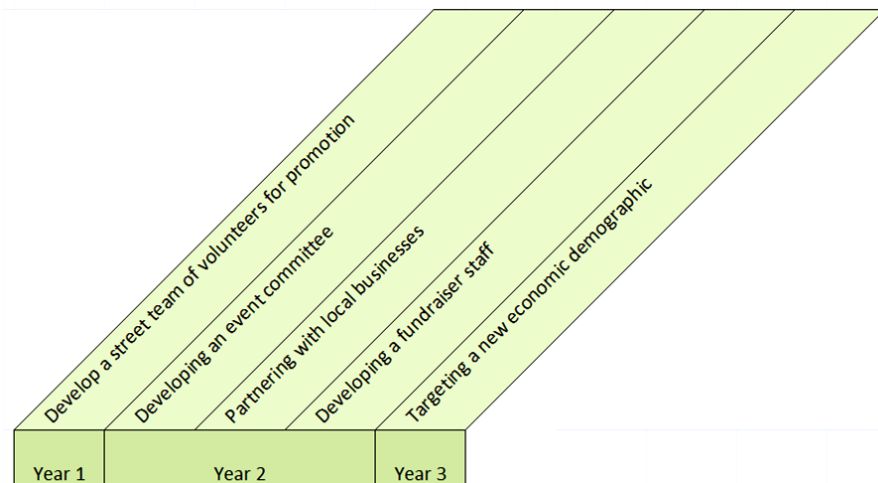 Develop a street team of volunteers for promotion
Developing an event committee
Partnering with local businesses
Developing a fundraiser staff
Targeting a new economic demographic
Year 1
Year 2
Year 3